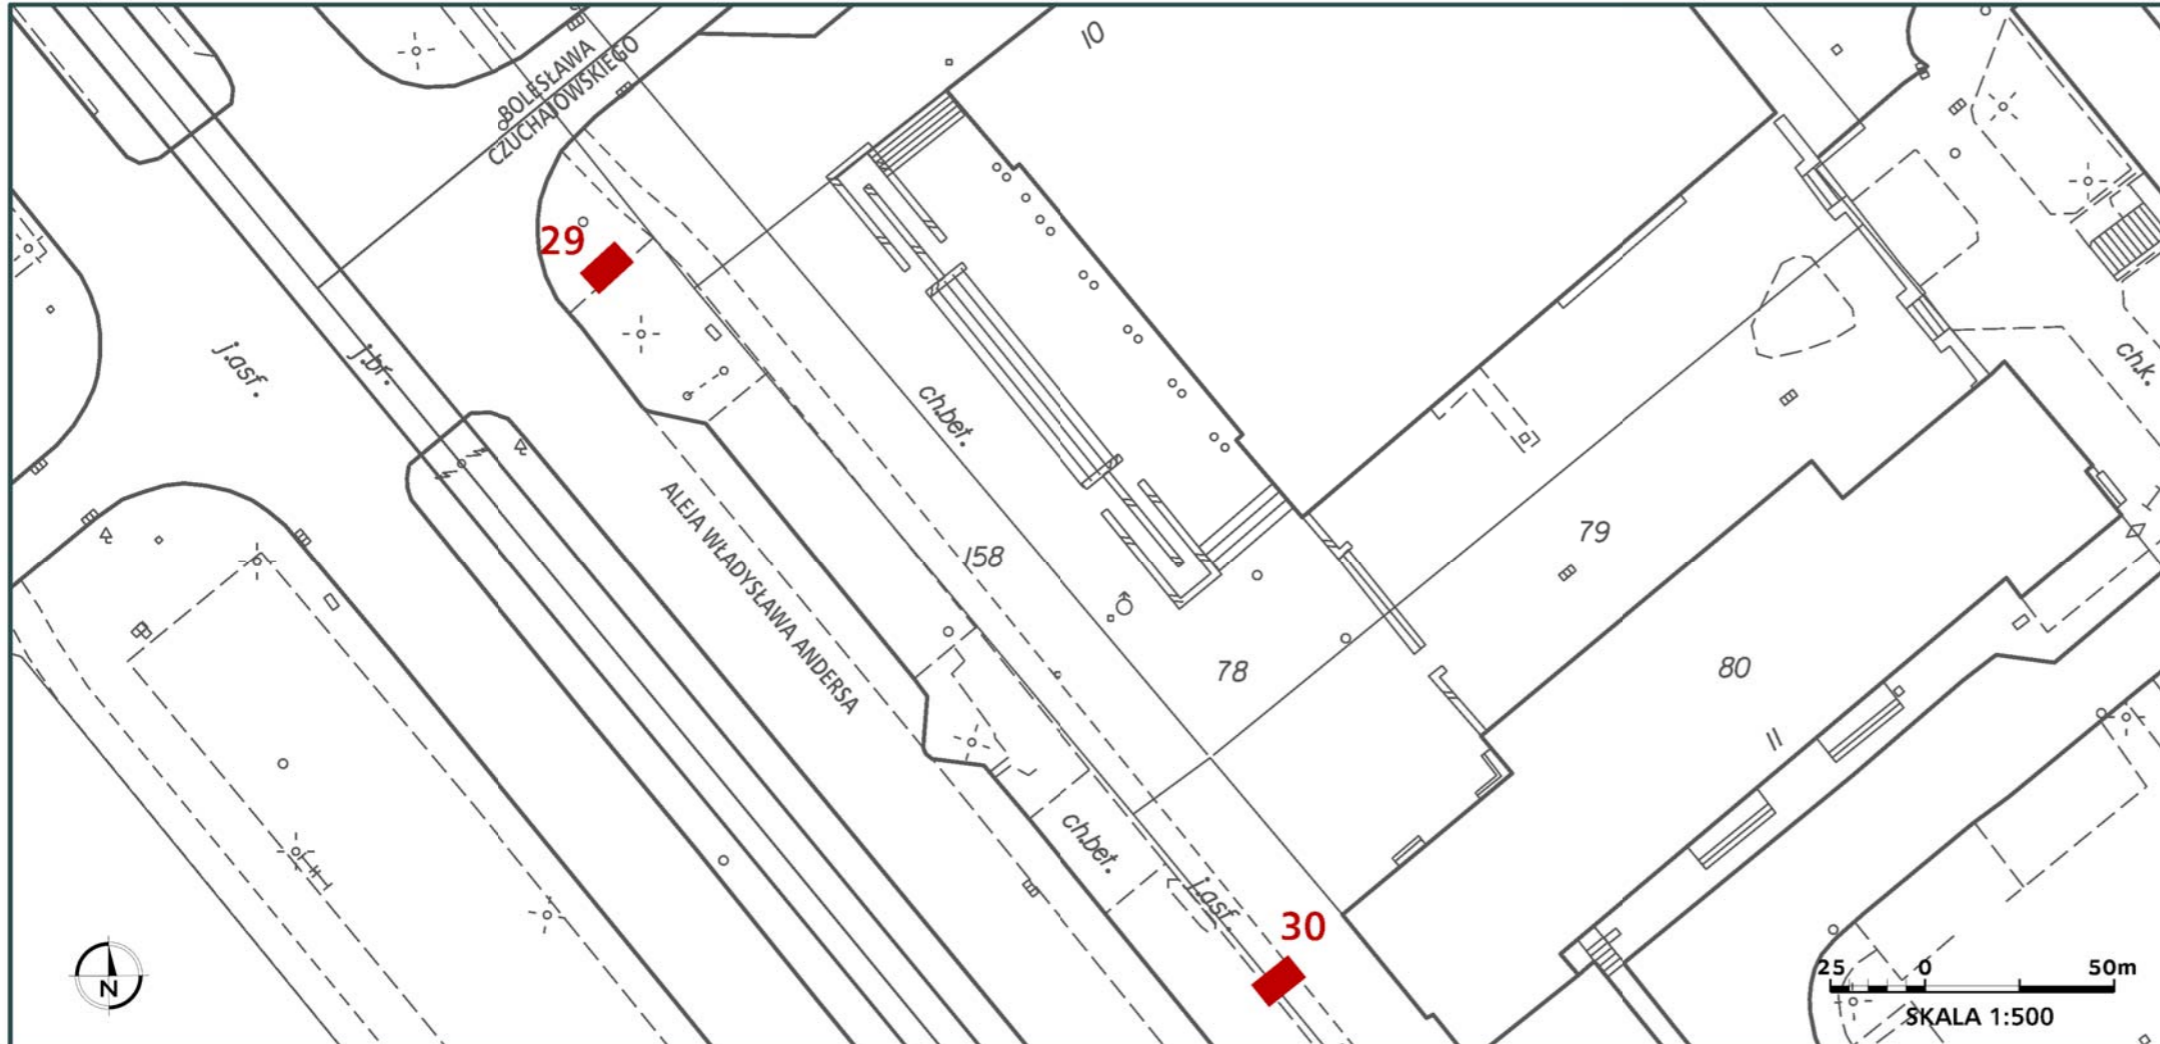 10
BOLESŁAWA
CZUCHAJOWSKIEGO
29
j.asf.
j.br.
ch.bet.
ch.k.
ALEJA WŁADYSŁAWA ANDERSA
158
79
78
80
11
ch.bet.
j.asf.
30
N
25 0 50m
SKALA 1:500